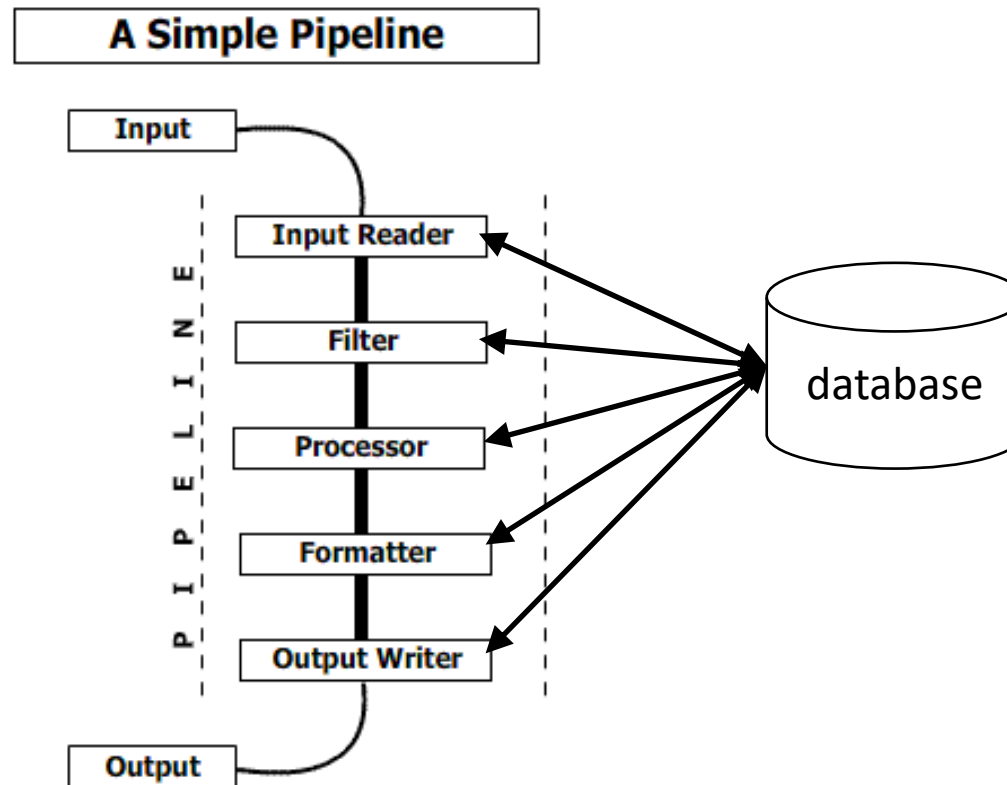 A Simple Pipeline
Input
PIPELINE
Input Reader
Filter
Processor
Formatter
Output Writer
Output
database